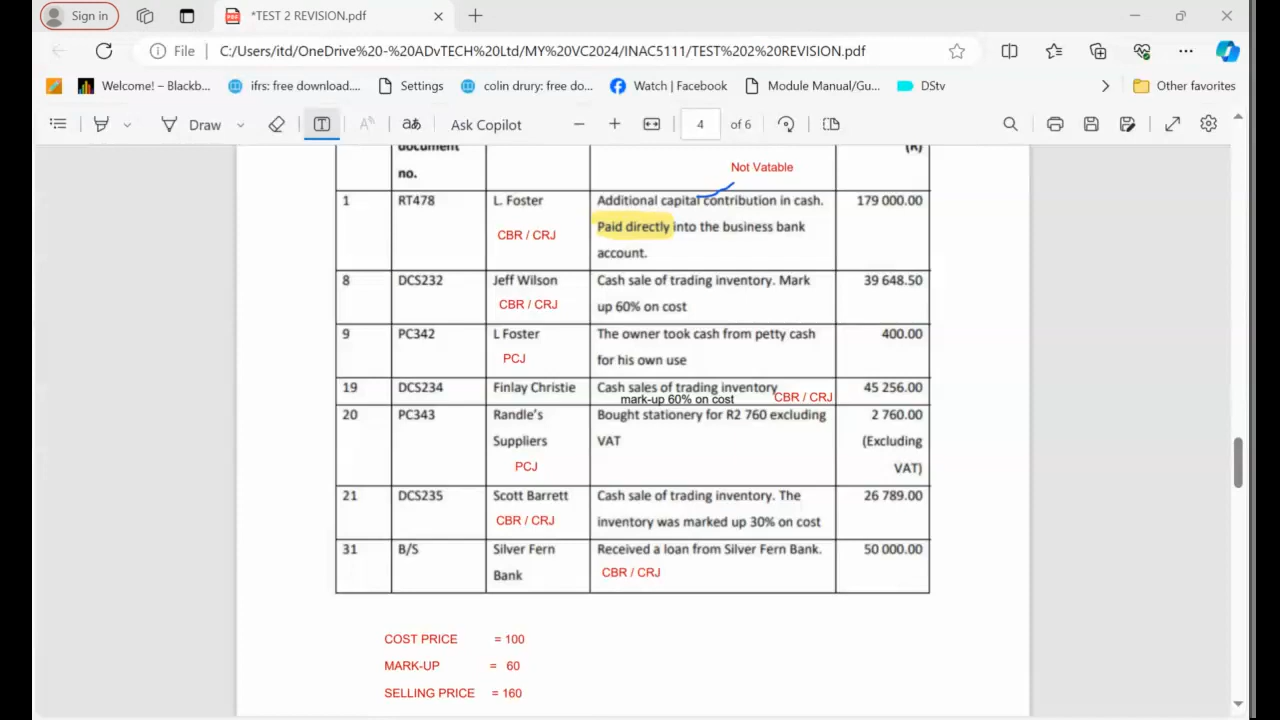 Sign in
*TEST 2 REVISION.pdf
File C:/Users/itd/OneDrive%20-%20ADvTECH%20Ltd/MY%20VC2024/INAC5111/TEST%202%20REVISION.pdf
Welcome! – Blackb...
ifrs: free download....
Settings
colin drury: free do...
Watch | Facebook
Module Manual/Gu...
DStv
Other favorites
Draw
Ask Copilot
4 of 6
document
(R)
no.
Not Vatable
1 RT478 L. Foster Additional capital contribution in cash. 179 000.00
CBR / CRJ Paid directly into the business bank
account.
8 DCS232 Jeff Wilson Cash sale of trading inventory. Mark 39 648.50
CBR / CRJ up 60% on cost
9 PC342 L Foster The owner took cash from petty cash 400.00
PCJ for his own use
19 DCS234 Finlay Christie Cash sales of trading inventory 45 256.00
mark-up 60% on cost CBR / CRJ
20 PC343 Randle's Bought stationery for R2 760 excluding 2 760.00
Suppliers VAT (Excluding
PCJ VAT)
21 DCS235 Scott Barrett Cash sale of trading inventory. The 26 789.00
CBR / CRJ inventory was marked up 30% on cost
31 B/S Silver Fern Received a loan from Silver Fern Bank. 50 000.00
Bank CBR / CRJ
COST PRICE = 100
MARK-UP = 60
SELLING PRICE = 160